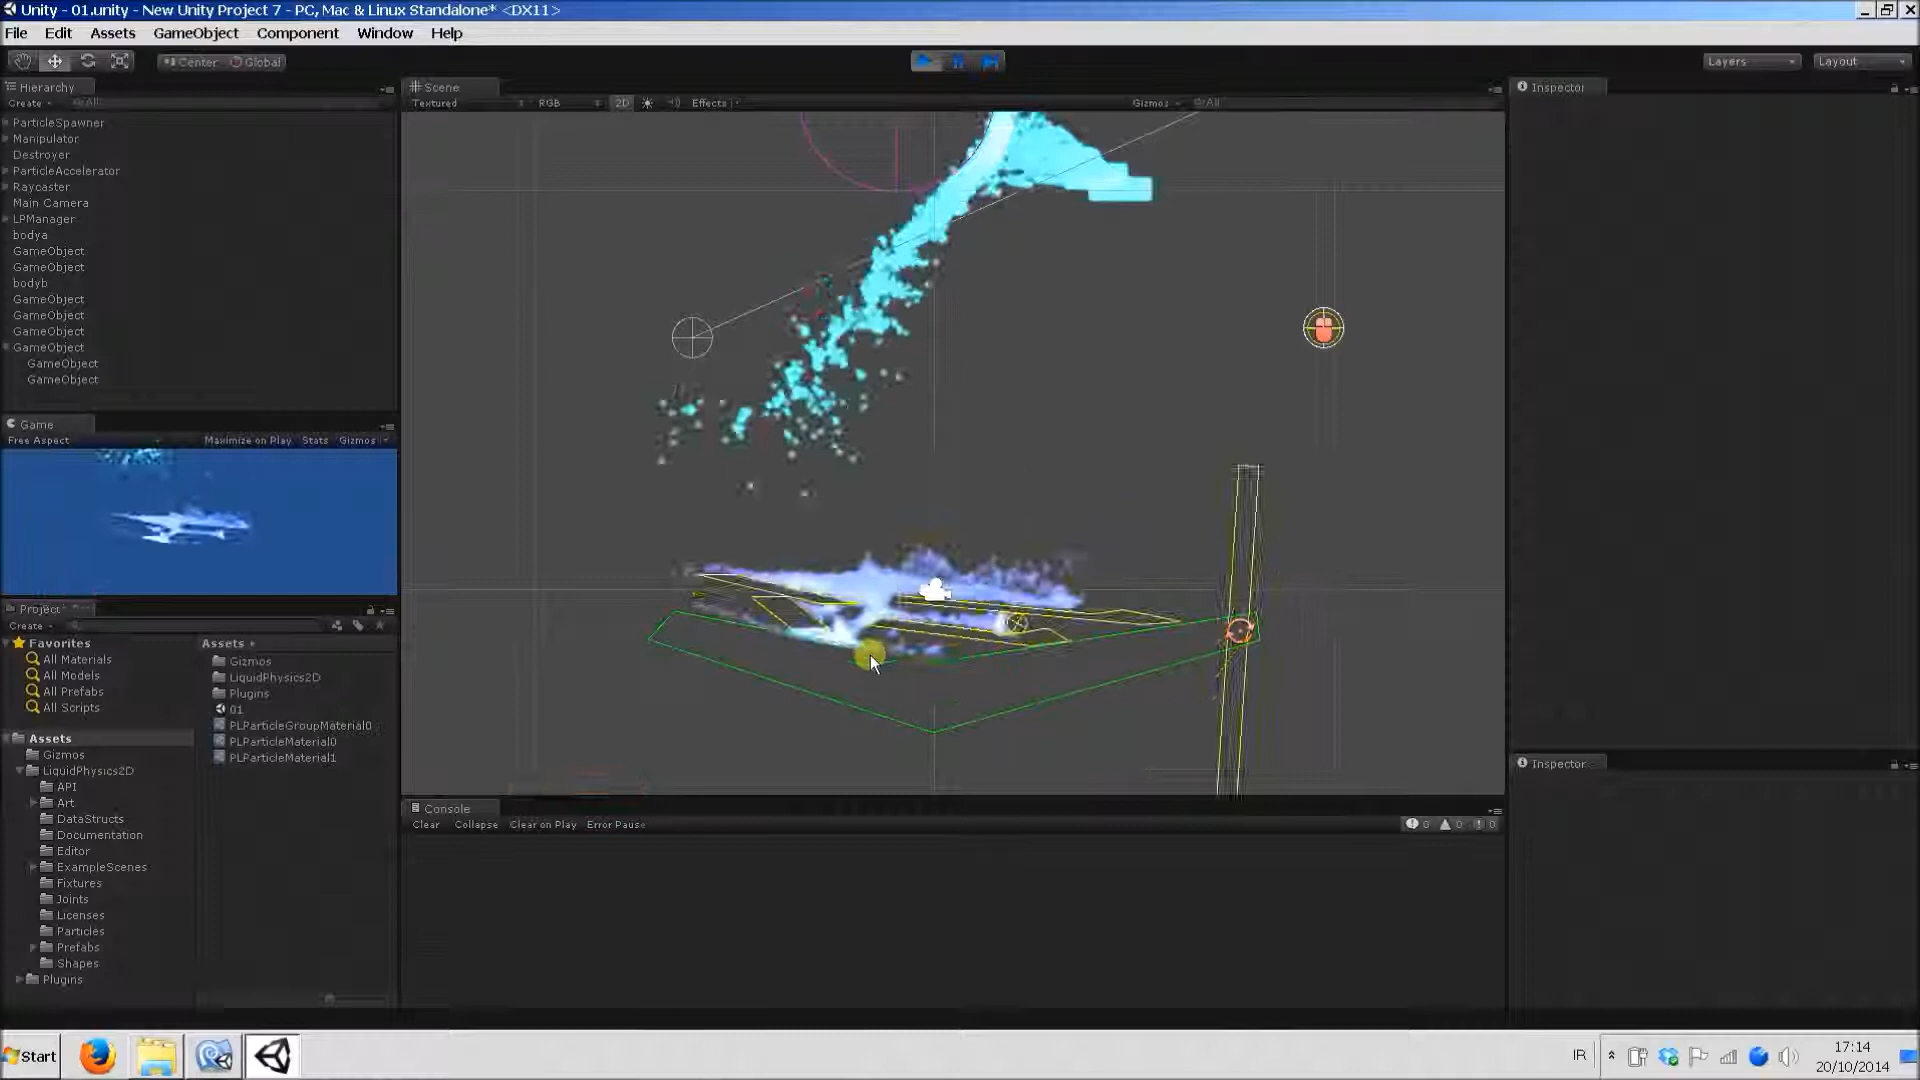 Unity - 01.unity - New Unity Project 7 - PC, Mac & Linux Standalone* <DX11>
File Edit Assets GameObject Component Window Help
Center Global
Layers Layout
Hierarchy
Create All
ParticleSpawner
Manipulator
Destroyer
ParticleAccelerator
Raycaster
Main Camera
LPManager
bodya
GameObject
GameObject
bodyb
GameObject
GameObject
GameObject
GameObject
GameObject
GameObject
Game
Free Aspect Maximize on Play Stats Gizmos
Project
Create
Favorites
All Materials
All Models
All Prefabs
All Scripts
Assets
Gizmos
LiquidPhysics2D
API
Art
DataStructs
Documentation
Editor
ExampleScenes
Fixtures
Joints
Licenses
Particles
Prefabs
Shapes
Plugins
Assets
Gizmos
LiquidPhysics2D
Plugins
01
PLParticleGroupMaterial0
PLParticleMaterial0
PLParticleMaterial1
Scene
Textured RGB 2D Effects Gizmos All
Console
Clear Collapse Clear on Play Error Pause 0 0 0
Inspector
Inspector
Start
IR
17:14
20/10/2014